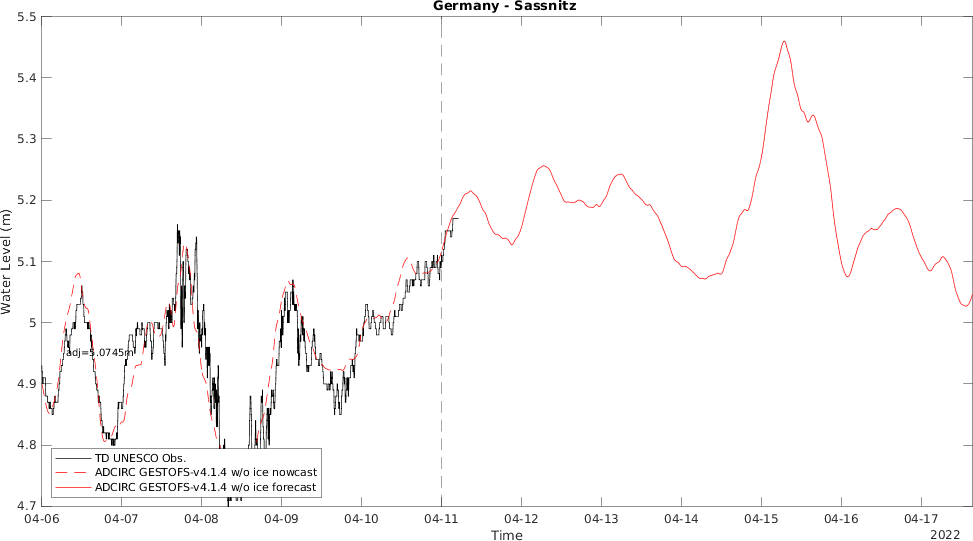 Germany - Sassnitz
5.5
5.4
5.3
5.2
5.1
5
4.9
4.8
4.7
Water Level (m)
adj=5.0745m
TD UNESCO Obs.
ADCIRC GESTOFS-v4.1.4 w/o ice nowcast
ADCIRC GESTOFS-v4.1.4 w/o ice forecast
04-06 04-07 04-08 04-09 04-10 04-11 04-12 04-13 04-14 04-15 04-16 04-17
Time
2022